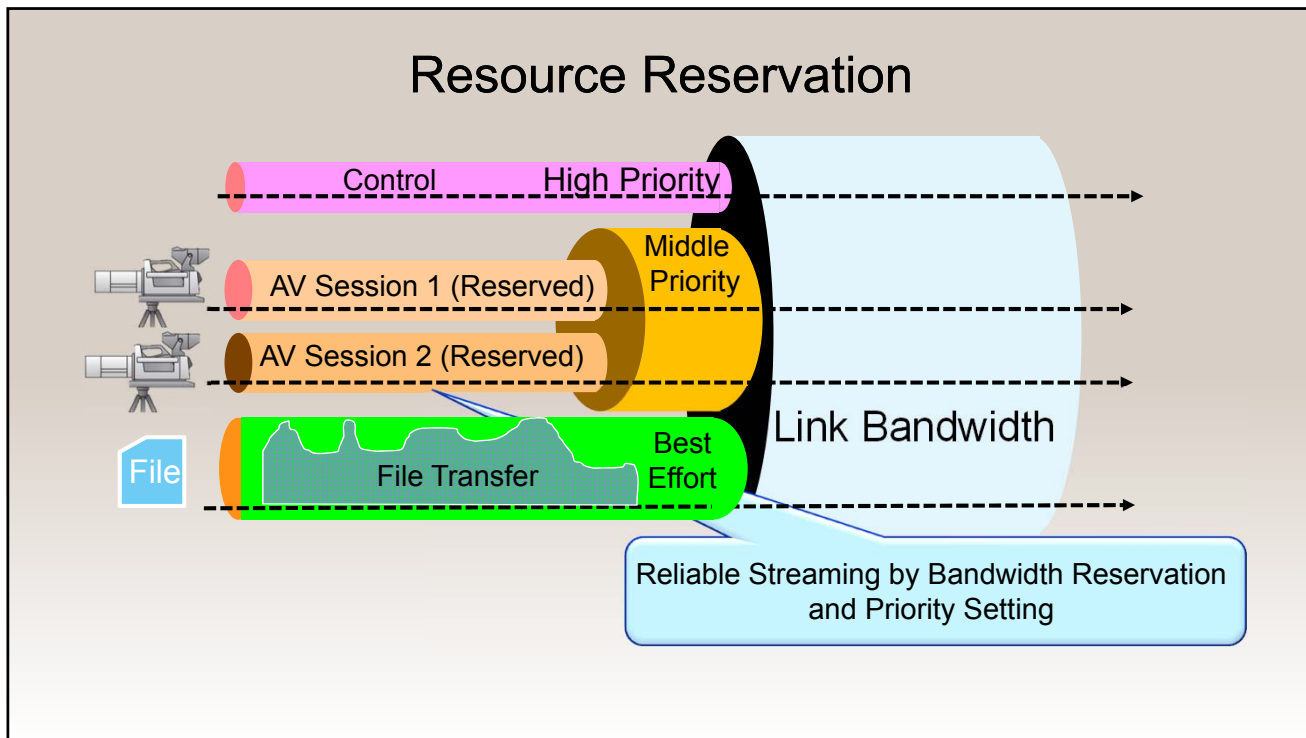 Resource Reservation
Control
High Priority
Middle
Priority
AV Session 1 (Reserved)
AV Session 2 (Reserved)
Link Bandwidth
File
File Transfer
Best
Effort
Reliable Streaming by Bandwidth Reservation
and Priority Setting